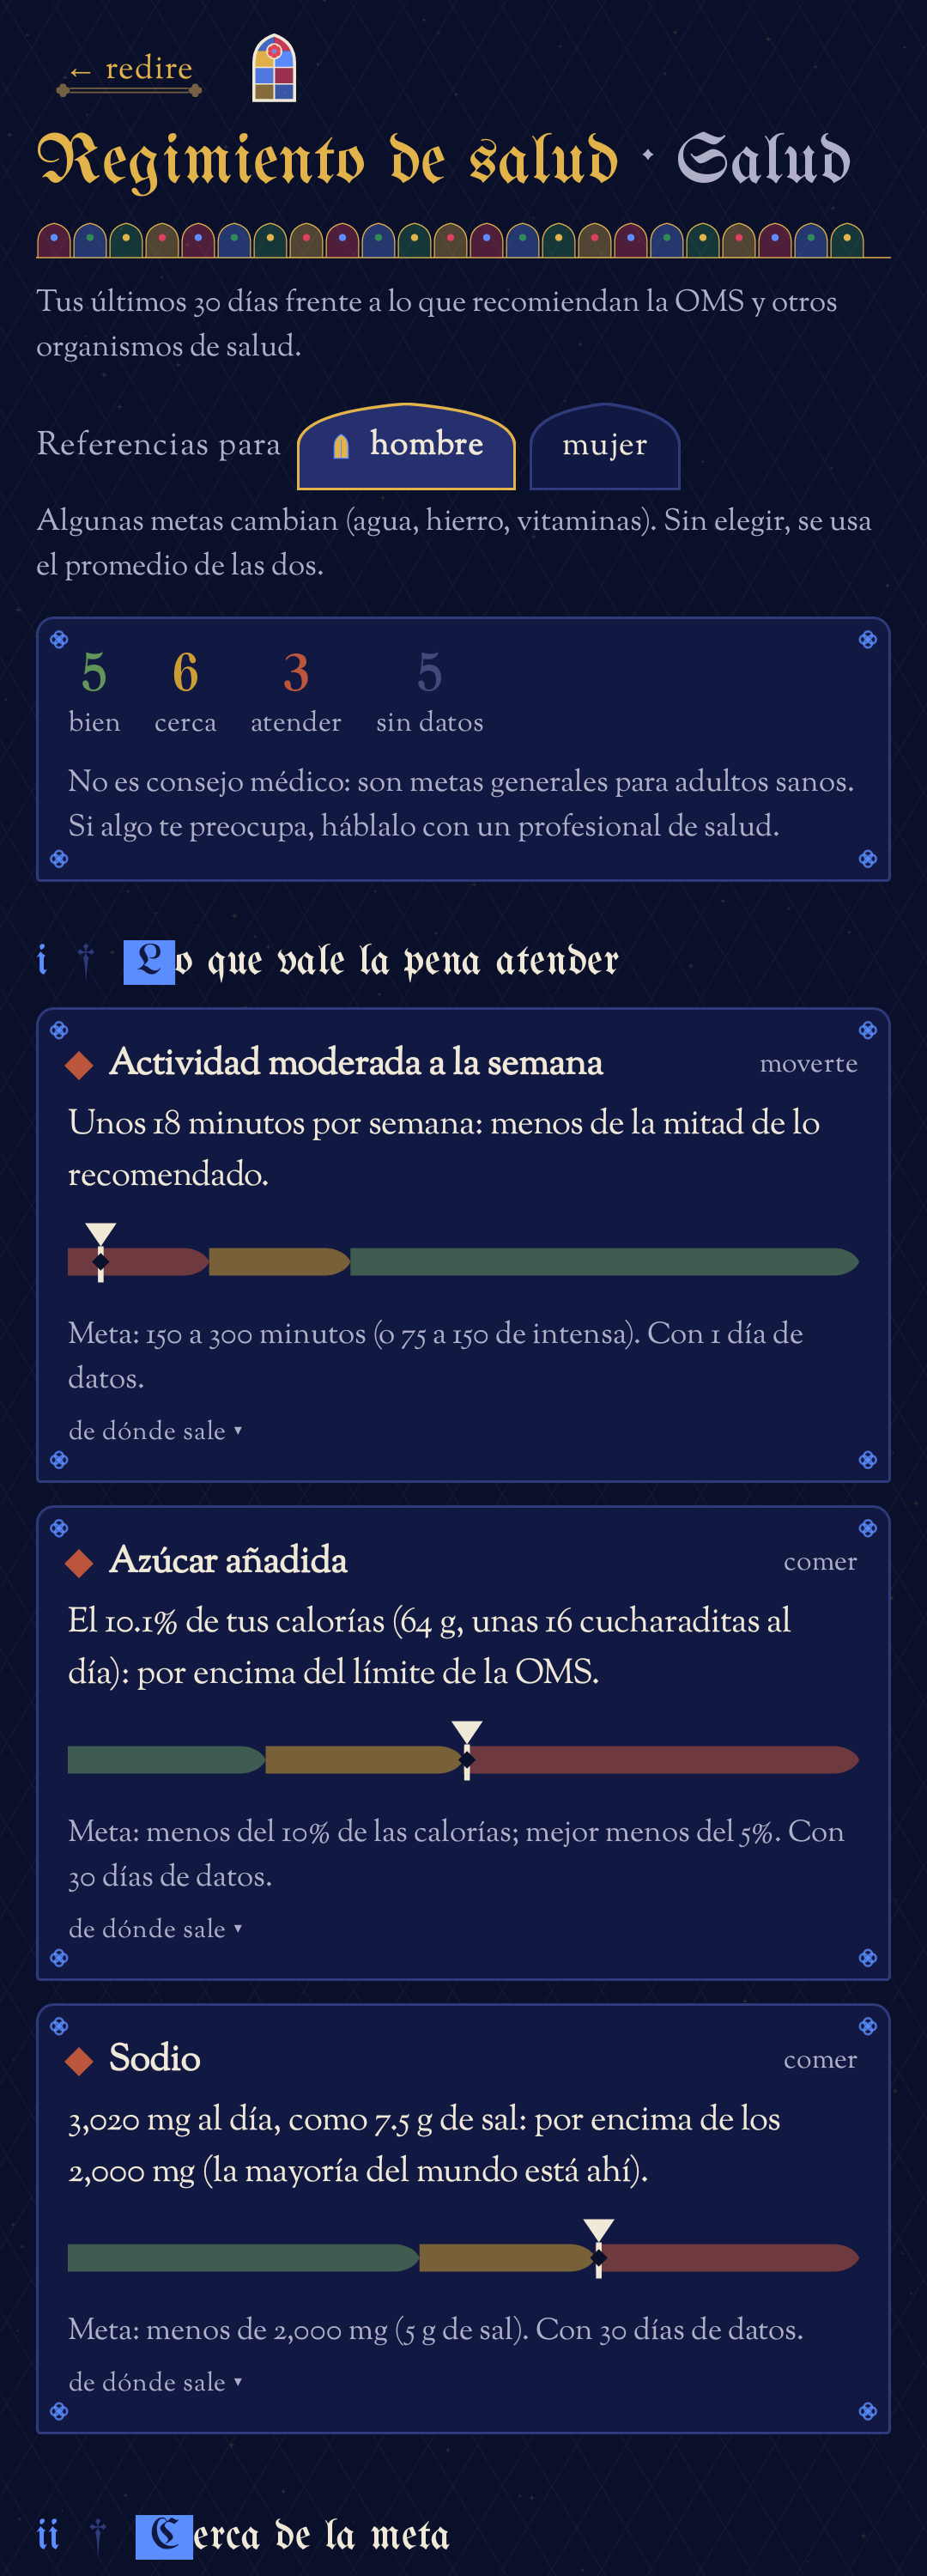 ← redire
Regimiento de salud · Salud
Tus últimos 30 días frente a lo que recomiendan la OMS y otros
organismos de salud.
Referencias para hombre mujer
Algunas metas cambian (agua, hierro, vitaminas). Sin elegir, se usa
el promedio de las dos.
5 6 3 5
bien cerca atender sin datos
No es consejo médico: son metas generales para adultos sanos.
Si algo te preocupa, háblalo con un profesional de salud.
i † Lo que vale la pena atender
Actividad moderada a la semana moverte
Unos 18 minutos por semana: menos de la mitad de lo
recomendado.
Meta: 150 a 300 minutos (o 75 a 150 de intensa). Con 1 día de
datos.
de dónde sale ▾
Azúcar añadida comer
El 10.1% de tus calorías (64 g, unas 16 cucharaditas al
día): por encima del límite de la OMS.
Meta: menos del 10% de las calorías; mejor menos del 5%. Con
30 días de datos.
de dónde sale ▾
Sodio comer
3,020 mg al día, como 7.5 g de sal: por encima de los
2,000 mg (la mayoría del mundo está ahí).
Meta: menos de 2,000 mg (5 g de sal). Con 30 días de datos.
de dónde sale ▾
ii † Cerca de la meta